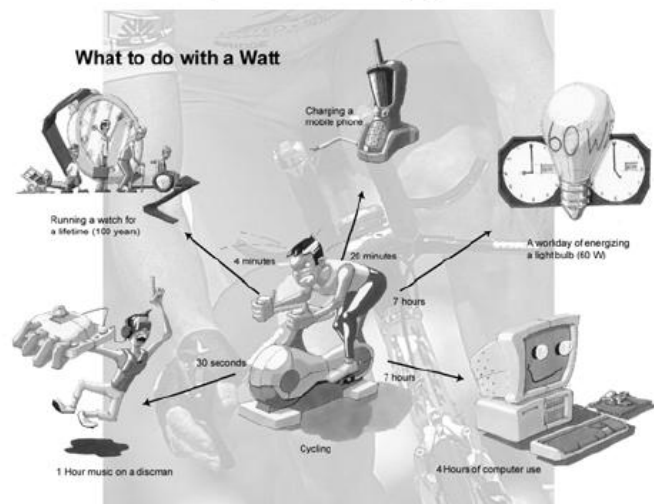 What to do with a Watt
Charging a
mobile phone
60 W
Running a watch for
a lifetime (100 years)
A workday of energizing
a lightbulb (60 W)
4 minutes
20 minutes
7 hours
30 seconds
7 hours
Cycling
1 Hour music on a discman
4 Hours of computer use